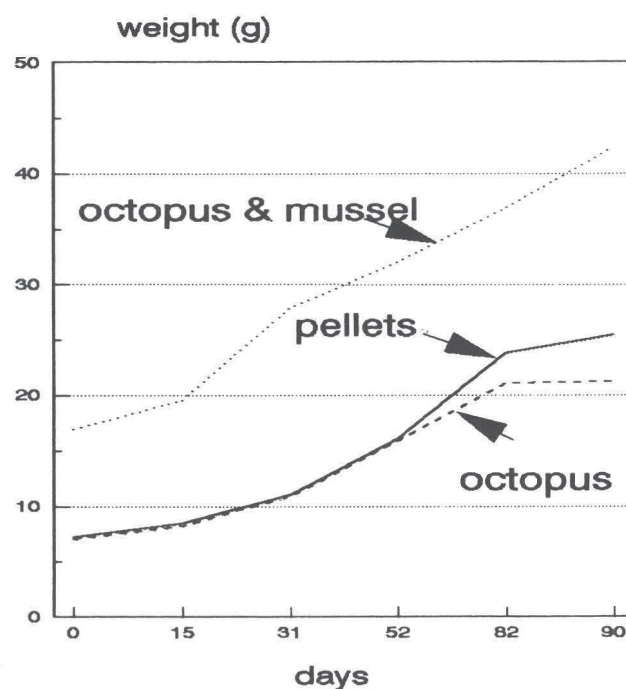 weight (g)
50
40
octopus & mussel
30
pellets
20
octopus
10
0
0 15 31 52 82 90
days